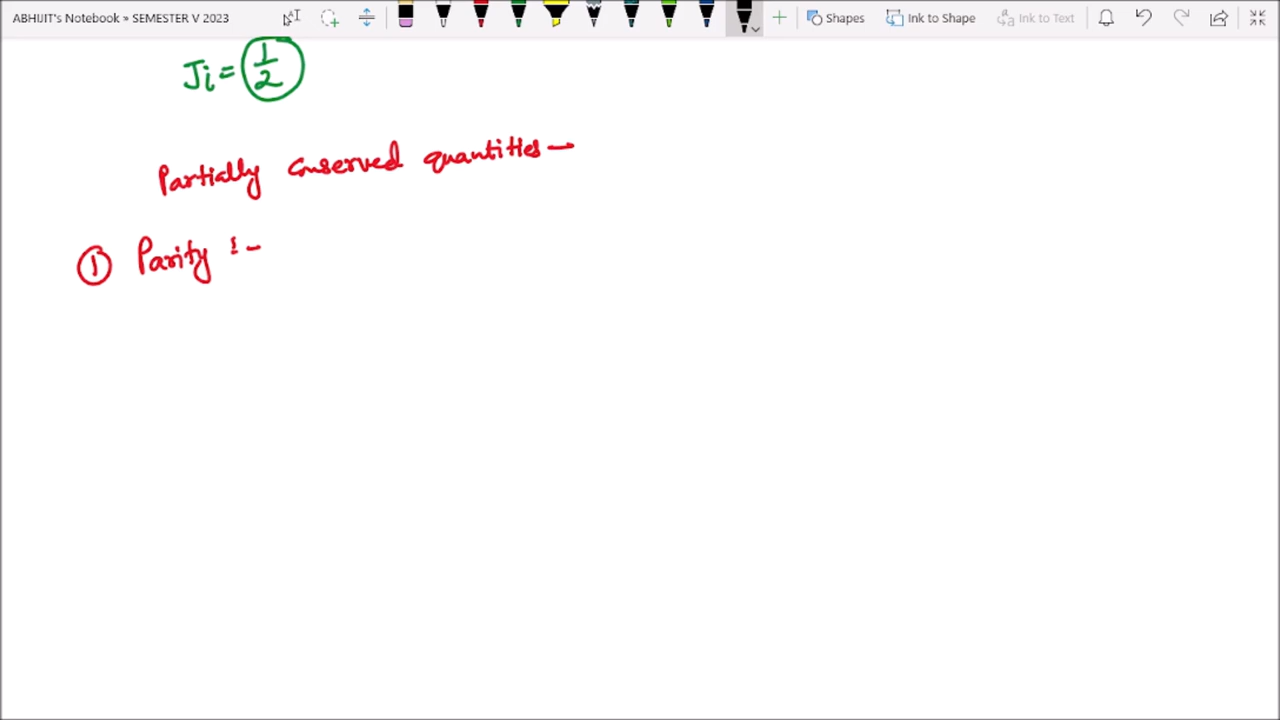 ABHIJIT's Notebook » SEMESTER V 2023
Shapes
Ink to Shape
Ink to Text
Ji = 1/2
Partially conserved quantities -
① Parity :-